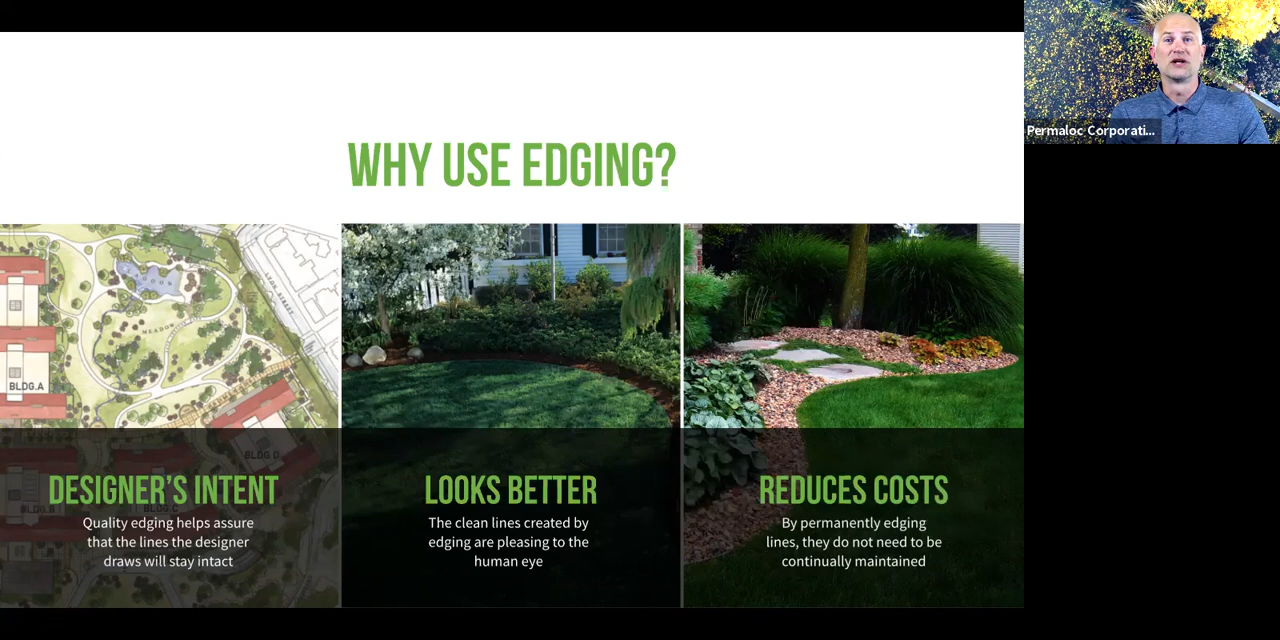 WHY USE EDGING?
Permaloc Corporati...
MEADOW
BLDG.A
BLDG.D
BLDG.B
BLDG.C
DESIGNER'S INTENT
Quality edging helps assure
that the lines the designer
draws will stay intact
LOOKS BETTER
The clean lines created by
edging are pleasing to the
human eye
REDUCES COSTS
By permanently edging
lines, they do not need to be
continually maintained